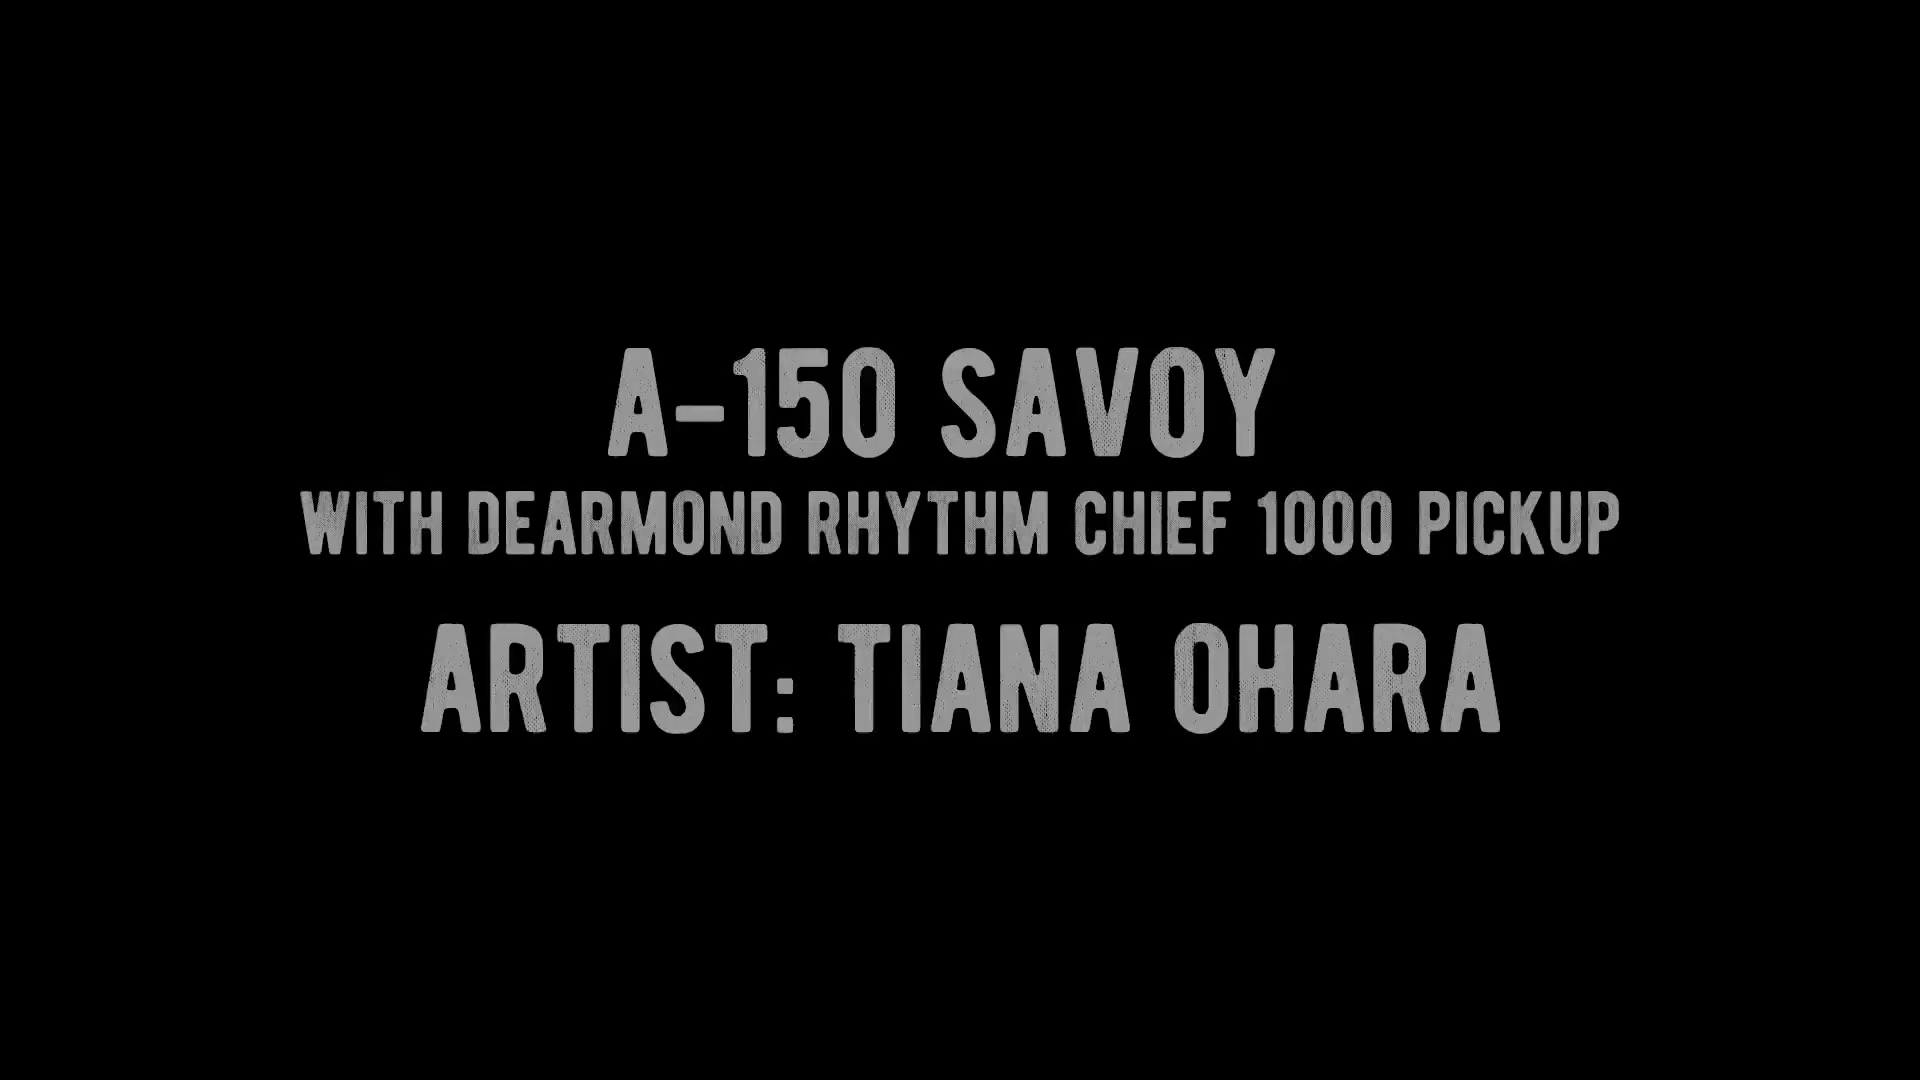 A-150 SAVOY
WITH DEARMOND RHYTHM CHIEF 1000 PICKUP
ARTIST: TIANA OHARA